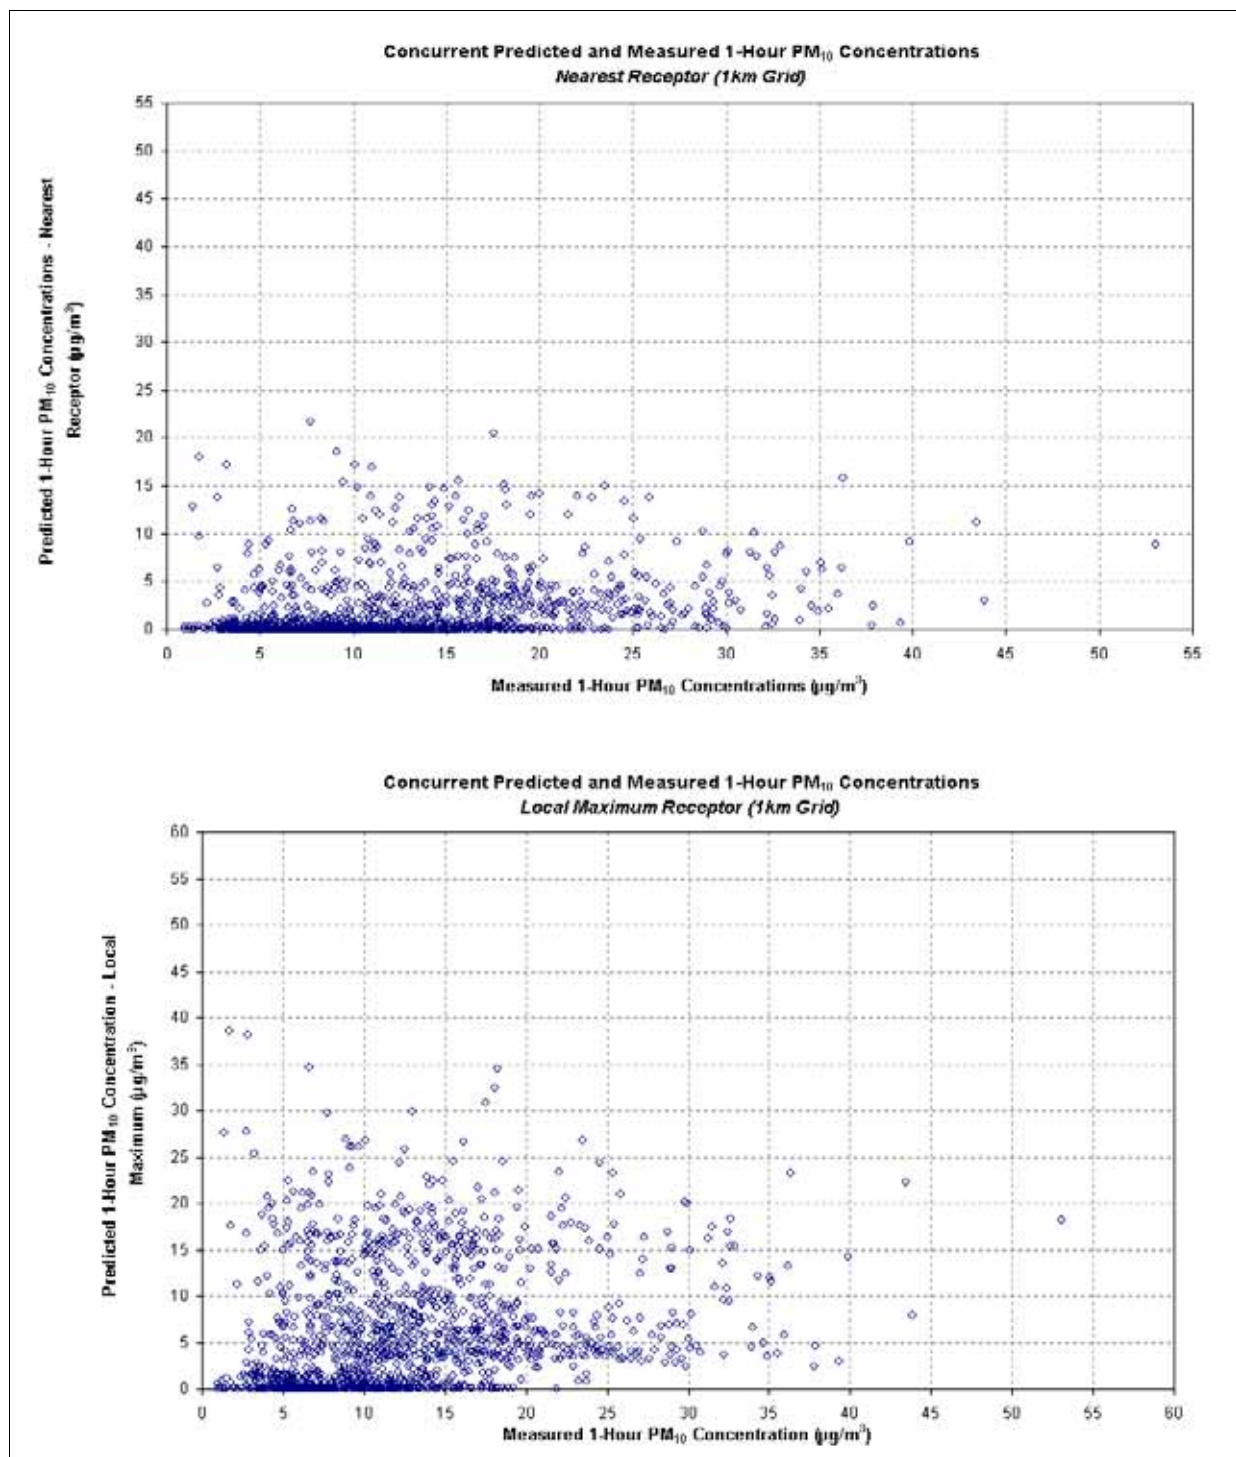 Concurrent Predicted and Measured 1-Hour PM₁₀ Concentrations
Nearest Receptor (1km Grid)
Predicted 1-Hour PM₁₀ Concentrations - Nearest
Receptor (µg/m³)
55
50
45
40
35
30
25
20
15
10
5
0
0 5 10 15 20 25 30 35 40 45 50 55
Measured 1-Hour PM₁₀ Concentrations (µg/m³)
Concurrent Predicted and Measured 1-Hour PM₁₀ Concentrations
Local Maximum Receptor (1km Grid)
Predicted 1-Hour PM₁₀ Concentration - Local
Maximum (µg/m³)
60
55
50
45
40
35
30
25
20
15
10
5
0
0 5 10 15 20 25 30 35 40 45 50 55 60
Measured 1-Hour PM₁₀ Concentration (µg/m³)